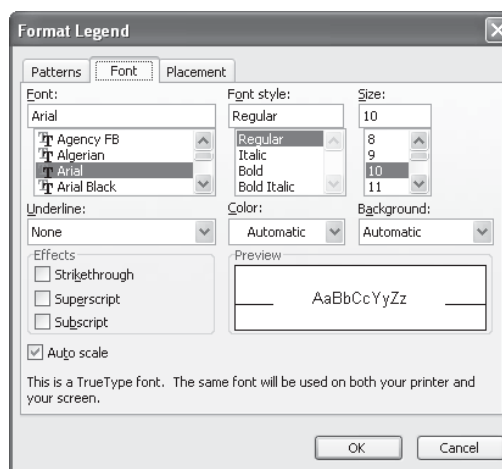 Format Legend
Patterns Font Placement
Font: Font style: Size:
Arial Regular 10
Agency FB Regular 8
Algerian Italic 9
Arial Bold 10
Arial Black Bold Italic 11
Underline: Color: Background:
None Automatic Automatic
Effects Preview
Strikethrough
Superscript AaBbCcYyZz
Subscript
Auto scale
This is a TrueType font. The same font will be used on both your printer and
your screen.
OK Cancel